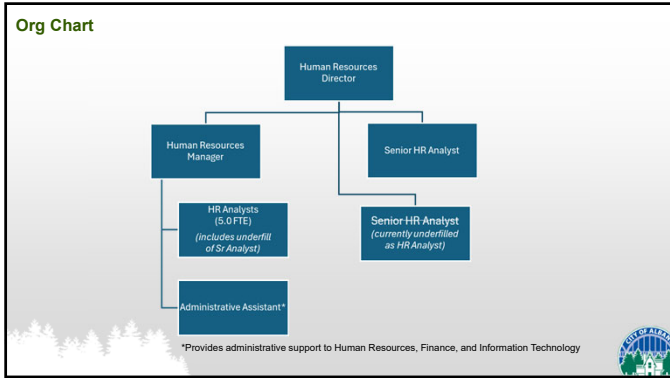 Org Chart
Human Resources
Director
Human Resources
Manager
Senior HR Analyst
HR Analysts
(5.0 FTE)
(includes underfill
of Sr Analyst)
Senior HR Analyst
(currently underfilled
as HR Analyst)
Administrative Assistant*
*Provides administrative support to Human Resources, Finance, and Information Technology
CITY OF